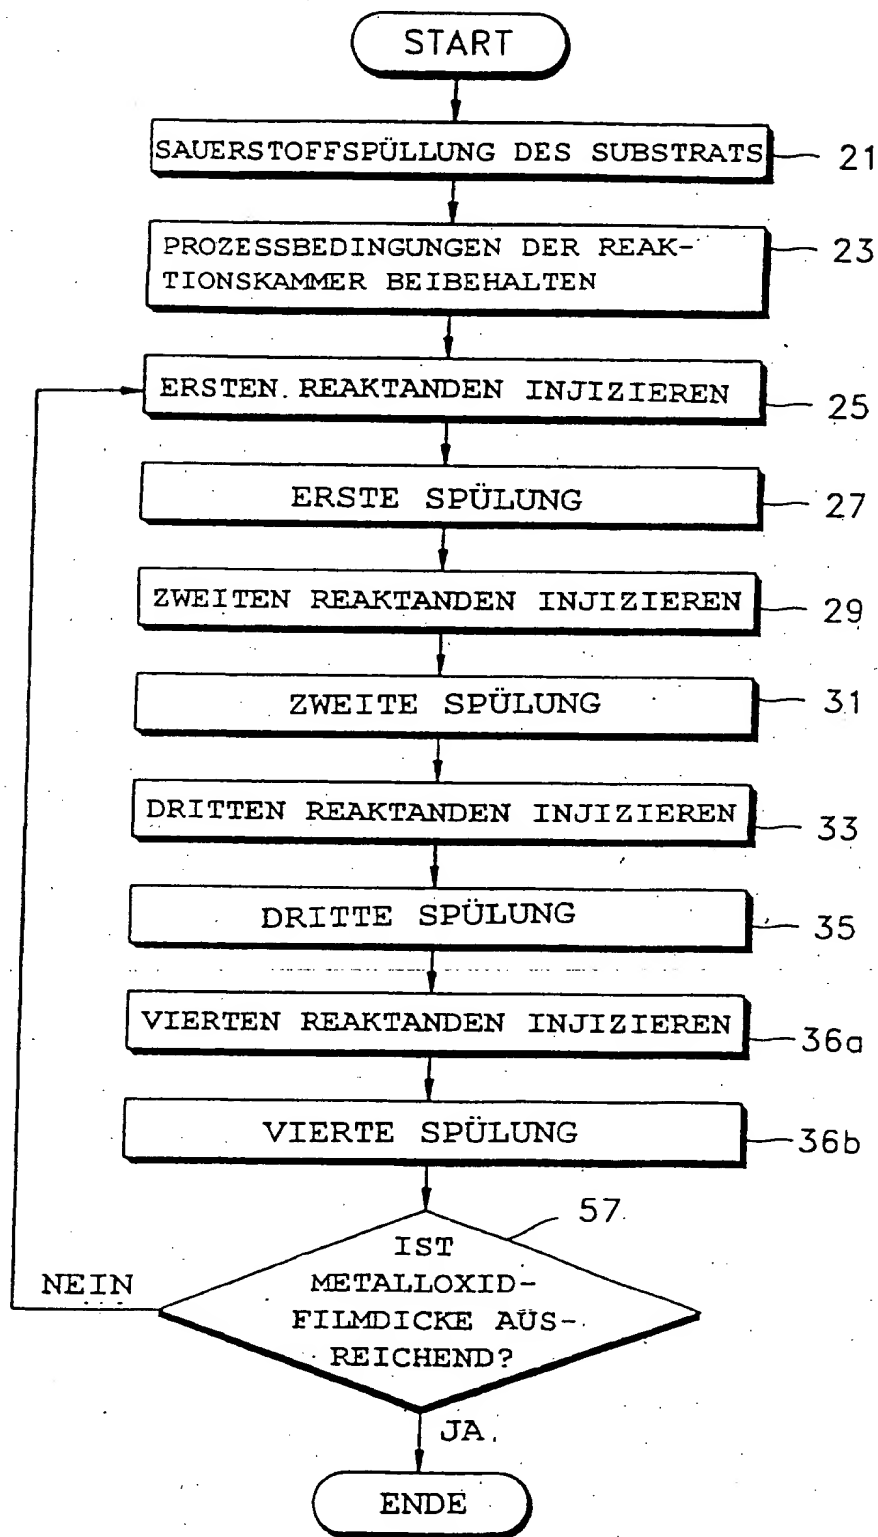 START
SAUERSTOFFSPÜLLUNG DES SUBSTRATS
21
PROZESSBEDINGUNGEN DER REAK-
TIONSKAMMER BEIBEHALTEN
23
ERSTEN REAKTANDEN INJIZIEREN
25
ERSTE SPÜLUNG
27
ZWEITEN REAKTANDEN INJIZIEREN
29
ZWEITE SPÜLUNG
31
DRITTEN REAKTANDEN INJIZIEREN
33
DRITTE SPÜLUNG
35
VIERTEN REAKTANDEN INJIZIEREN
36a
VIERTE SPÜLUNG
36b
57
IST
METALLOXID-
FILMDICKE AUS-
REICHEND?
NEIN
JA
ENDE